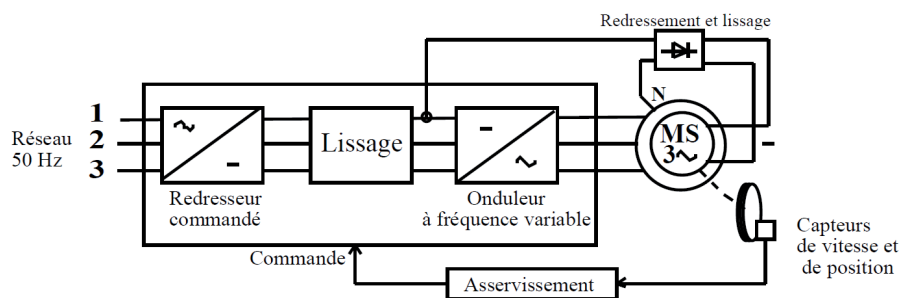 Redressement et lissage
N
1
Réseau 2
50 Hz 3
Lissage
MS
3~
Redresseur
commandé
Onduleur
à fréquence variable
Capteurs
de vitesse et
de position
Commande
Asservissement